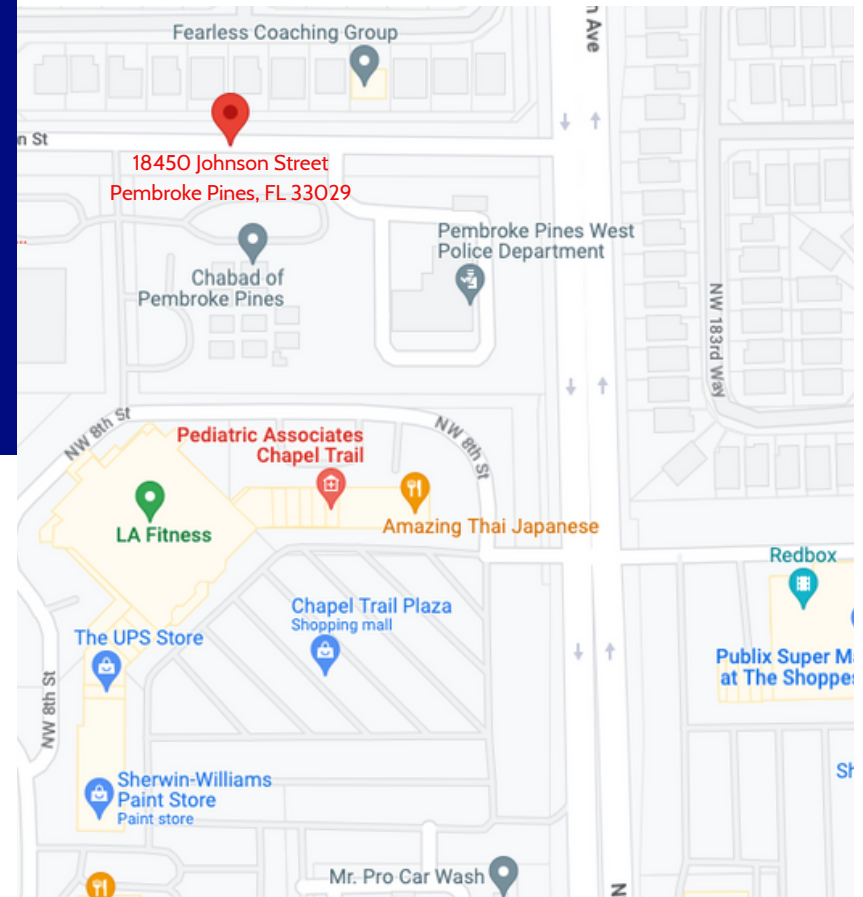 Fearless Coaching Group
n Ave
n St
18450 Johnson Street
Pembroke Pines, FL 33029
...
Pembroke Pines West
Police Department
Chabad of
Pembroke Pines
NW 183rd Way
NW 8th St
Pediatric Associates
Chapel Trail
NW 8th St
LA Fitness
Amazing Thai Japanese
Redbox
Chapel Trail Plaza
Shopping mall
The UPS Store
Publix Super Ma
at The Shoppes
NW 8th St
Sherwin-Williams
Paint Store
Paint store
Sh
Mr. Pro Car Wash
N